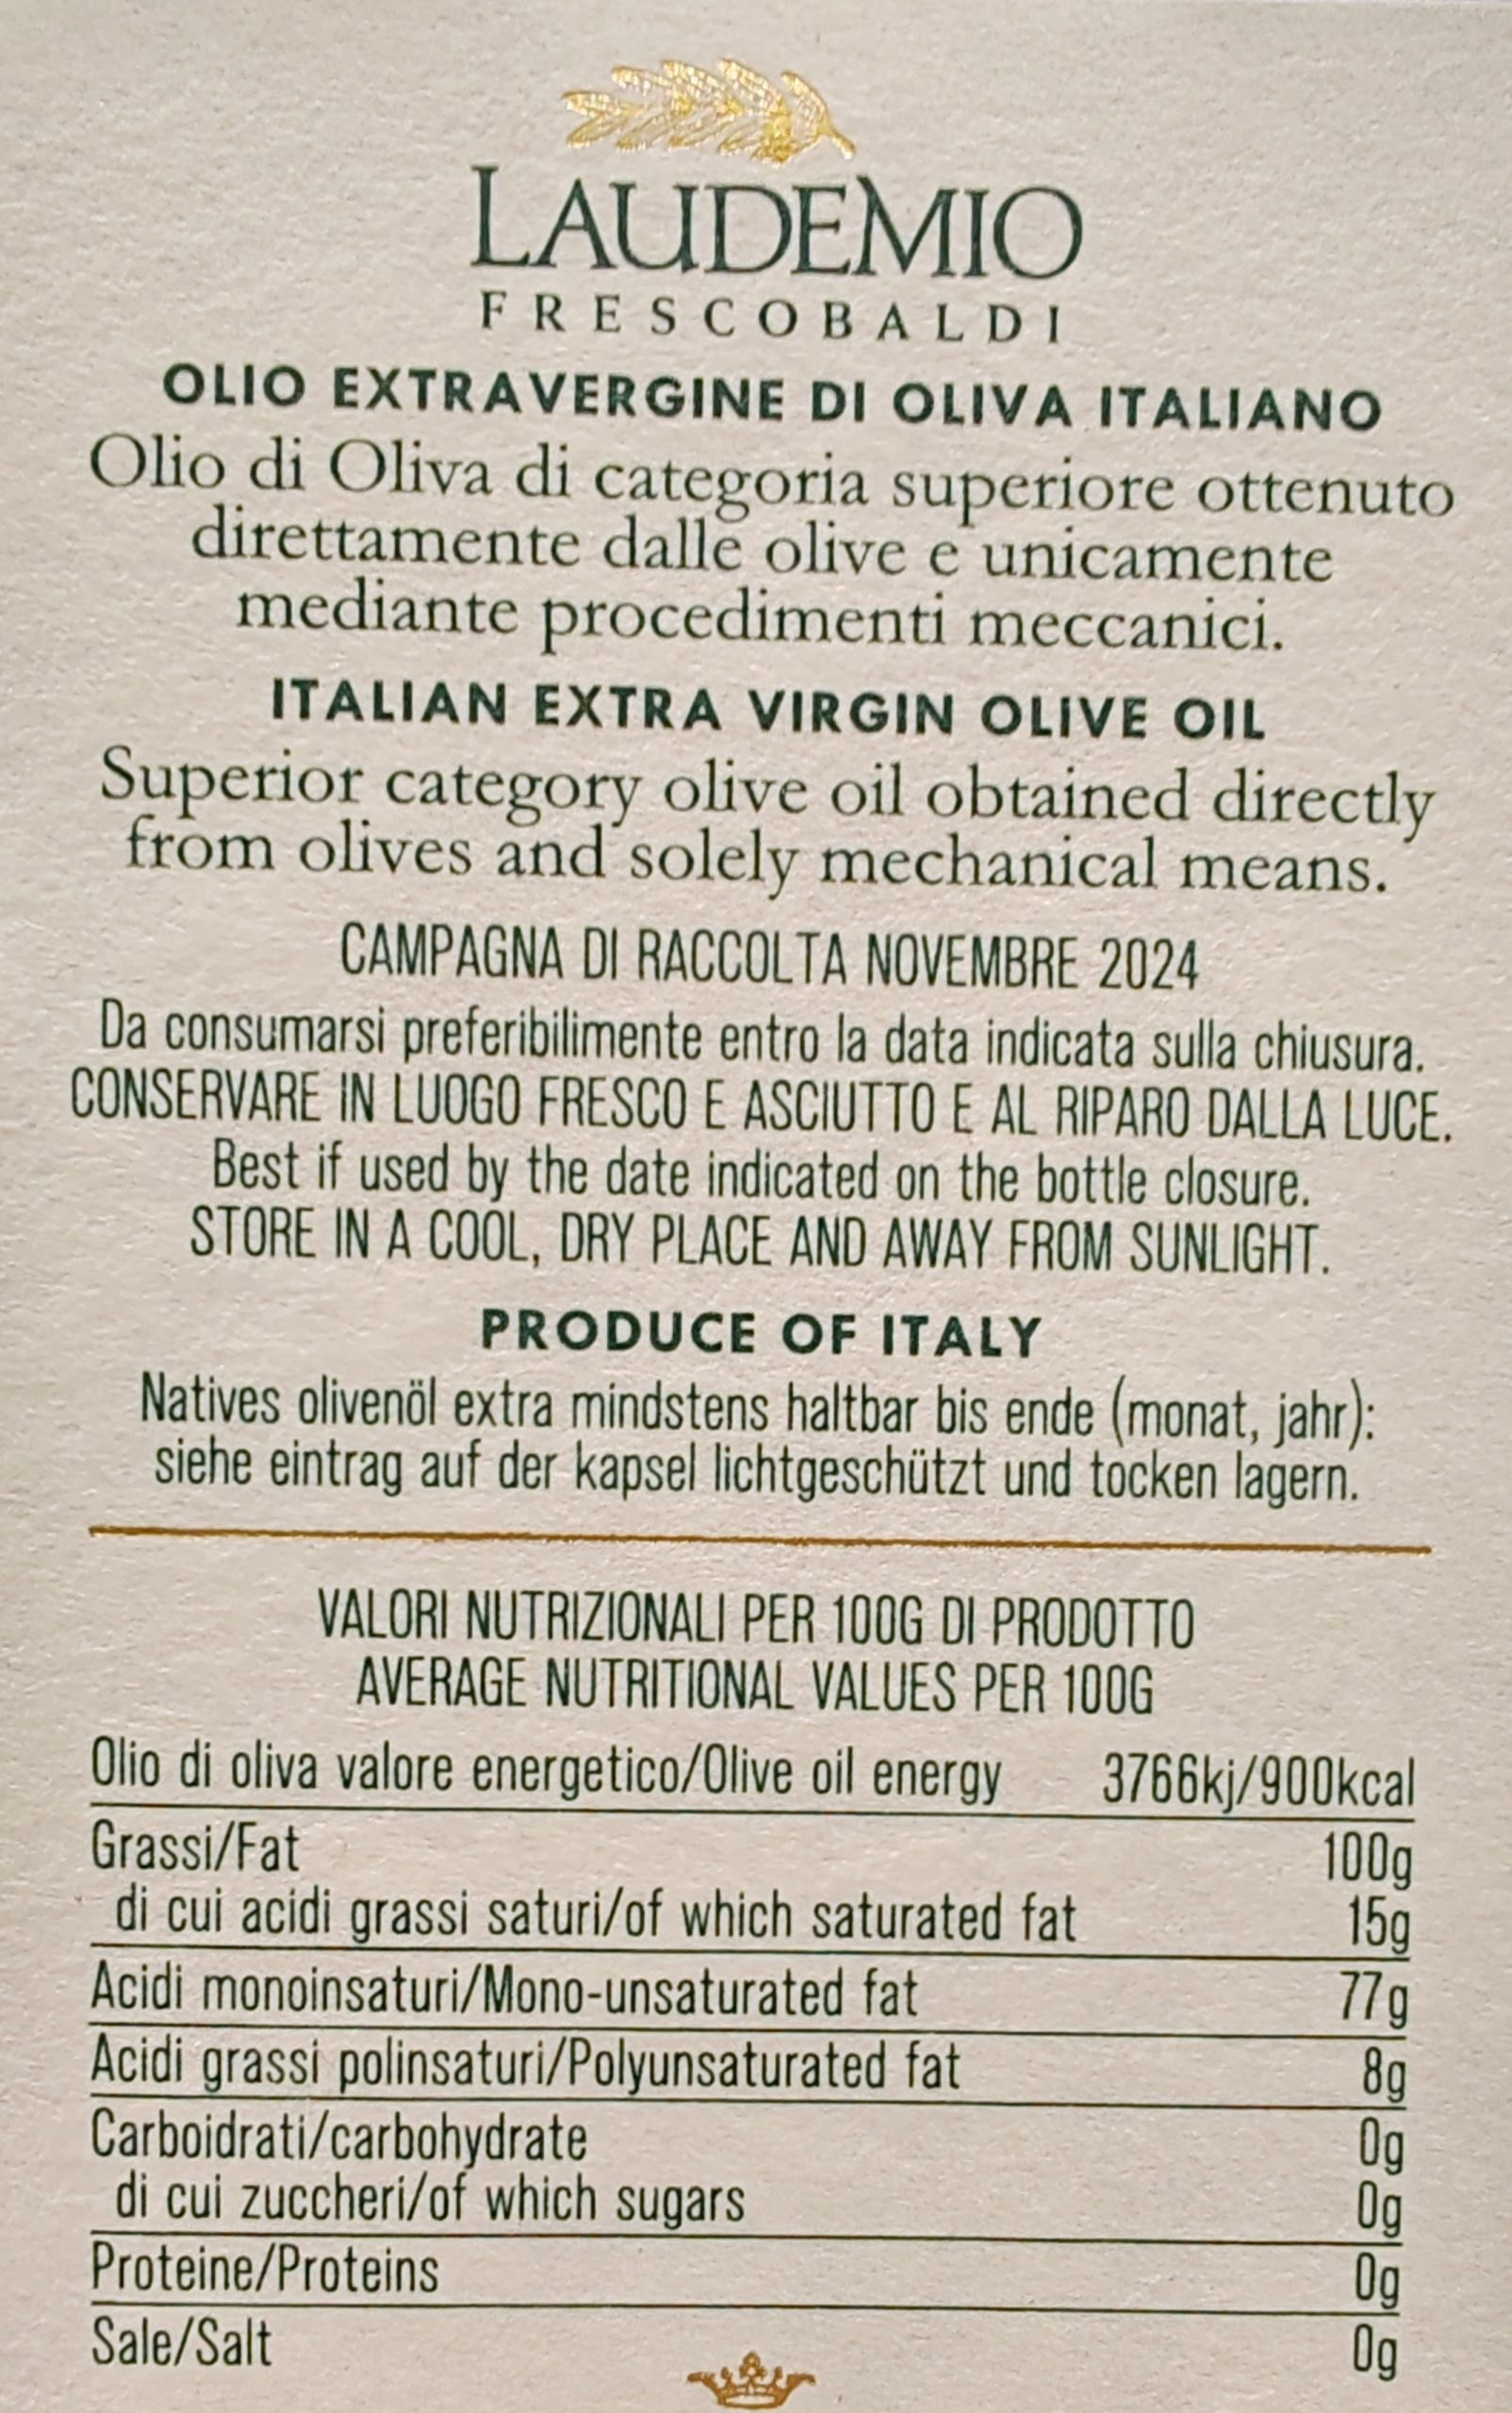 LAUDEMIO
FRESCOBALDI
OLIO EXTRAVERGINE DI OLIVA ITALIANO
Olio di Oliva di categoria superiore ottenuto
direttamente dalle olive e unicamente
mediante procedimenti meccanici.
ITALIAN EXTRA VIRGIN OLIVE OIL
Superior category olive oil obtained directly
from olives and solely mechanical means.
CAMPAGNA DI RACCOLTA NOVEMBRE 2024
Da consumarsi preferibilimente entro la data indicata sulla chiusura.
CONSERVARE IN LUOGO FRESCO E ASCIUTTO E AL RIPARO DALLA LUCE.
Best if used by the date indicated on the bottle closure.
STORE IN A COOL, DRY PLACE AND AWAY FROM SUNLIGHT.
PRODUCE OF ITALY
Natives olivenöl extra mindstens haltbar bis ende (monat, jahr):
siehe eintrag auf der kapsel lichtgeschützt und tocken lagern.
VALORI NUTRIZIONALI PER 100G DI PRODOTTO
AVERAGE NUTRITIONAL VALUES PER 100G
Olio di oliva valore energetico/Olive oil energy 3766kj/900kcal
Grassi/Fat 100g
di cui acidi grassi saturi/of which saturated fat 15g
Acidi monoinsaturi/Mono-unsaturated fat 77g
Acidi grassi polinsaturi/Polyunsaturated fat 8g
Carboidrati/carbohydrate 0g
di cui zuccheri/of which sugars 0g
Proteine/Proteins 0g
Sale/Salt 0g